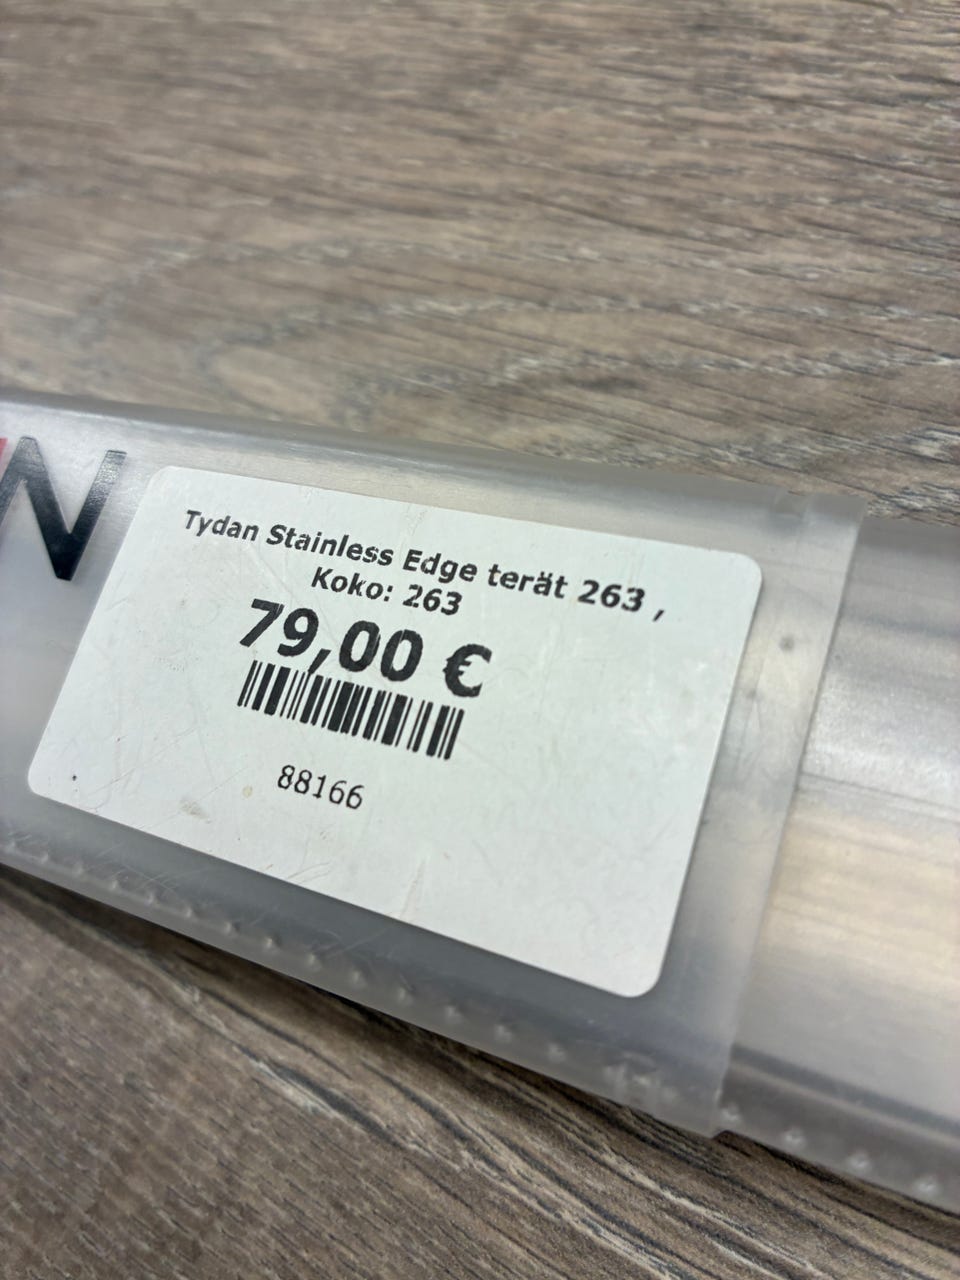 N
Tydan Stainless Edge terät 263 ,
Koko: 263
79,00 €
88166